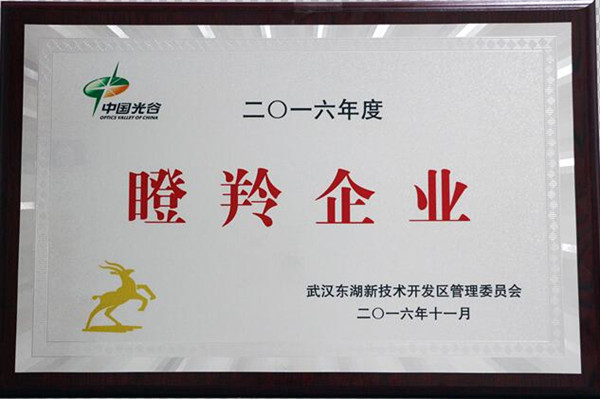 中国光谷
OPTICS VALLEY OF CHINA
二〇一六年度
瞪羚企业
武汉东湖新技术开发区管理委员会
二〇一六年十一月